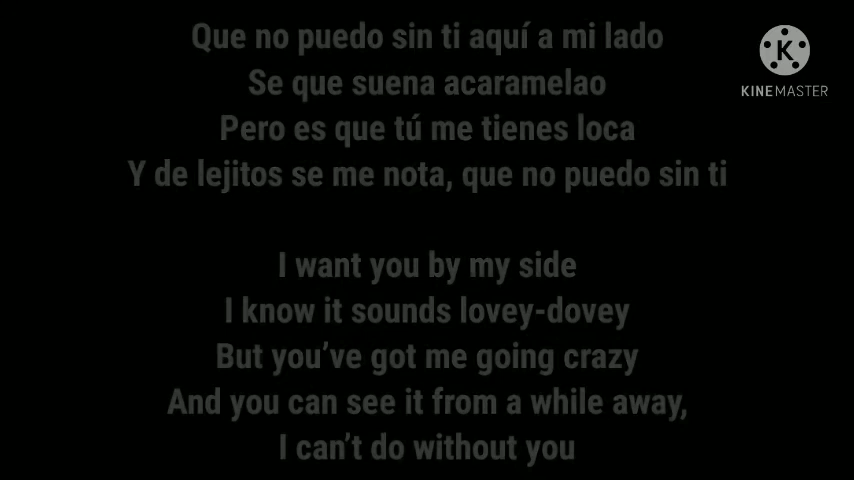 Que no puedo sin ti aquí a mi lado
Se que suena acaramelao
Pero es que tú me tienes loca
Y de lejitos se me nota, que no puedo sin ti
I want you by my side
I know it sounds lovey-dovey
But you’ve got me going crazy
And you can see it from a while away,
I can’t do without you
K
KINEMASTER